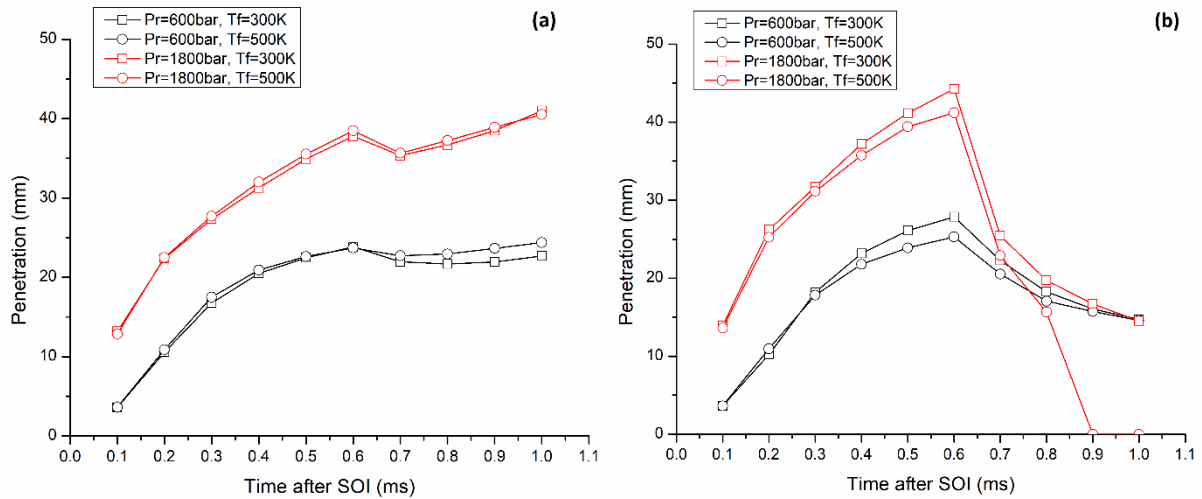 (a)
Pr=600bar, Tf=300K
Pr=600bar, Tf=500K
Pr=1800bar, Tf=300K
Pr=1800bar, Tf=500K
50
40
30
20
10
0
Penetration (mm)
0.0 0.1 0.2 0.3 0.4 0.5 0.6 0.7 0.8 0.9 1.0 1.1
Time after SOI (ms)
(b)
Pr=600bar, Tf=300K
Pr=600bar, Tf=500K
Pr=1800bar, Tf=300K
Pr=1800bar, Tf=500K
50
40
30
20
10
0
Penetration (mm)
0.0 0.1 0.2 0.3 0.4 0.5 0.6 0.7 0.8 0.9 1.0 1.1
Time after SOI (ms)